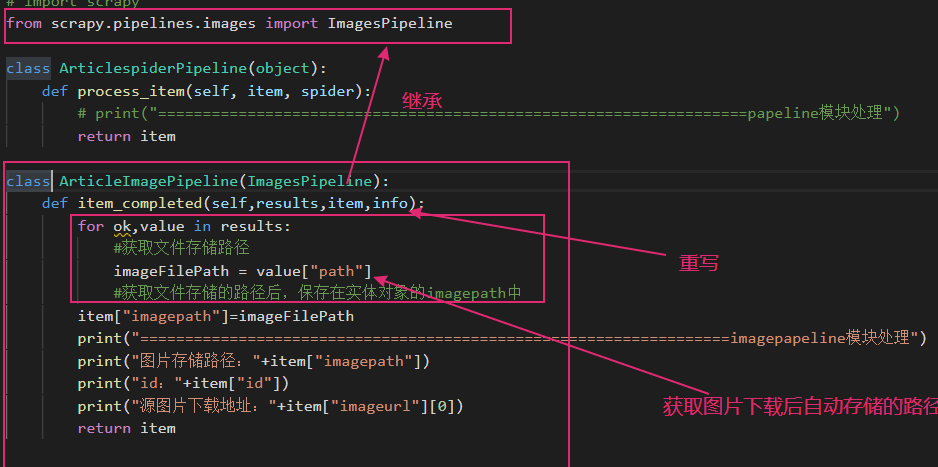 # import scrapy
from scrapy.pipelines.images import ImagesPipeline
class ArticlespiderPipeline(object):
def process_item(self, item, spider):
继承
# print("==================================================================papeline模块处理")
return item
class ArticleImagePipeline(ImagesPipeline):
def item_completed(self,results,item,info):
for ok,value in results:
#获取文件存储路径
重写
imageFilePath = value["path"]
#获取文件存储的路径后，保存在实体对象的imagepath中
item["imagepath"]=imageFilePath
print("==================================================================imagepapeline模块处理")
print("图片存储路径："+item["imagepath"])
print("id："+item["id"])
print("源图片下载地址："+item["imageurl"][0])
获取图片下载后自动存储的路径
return item